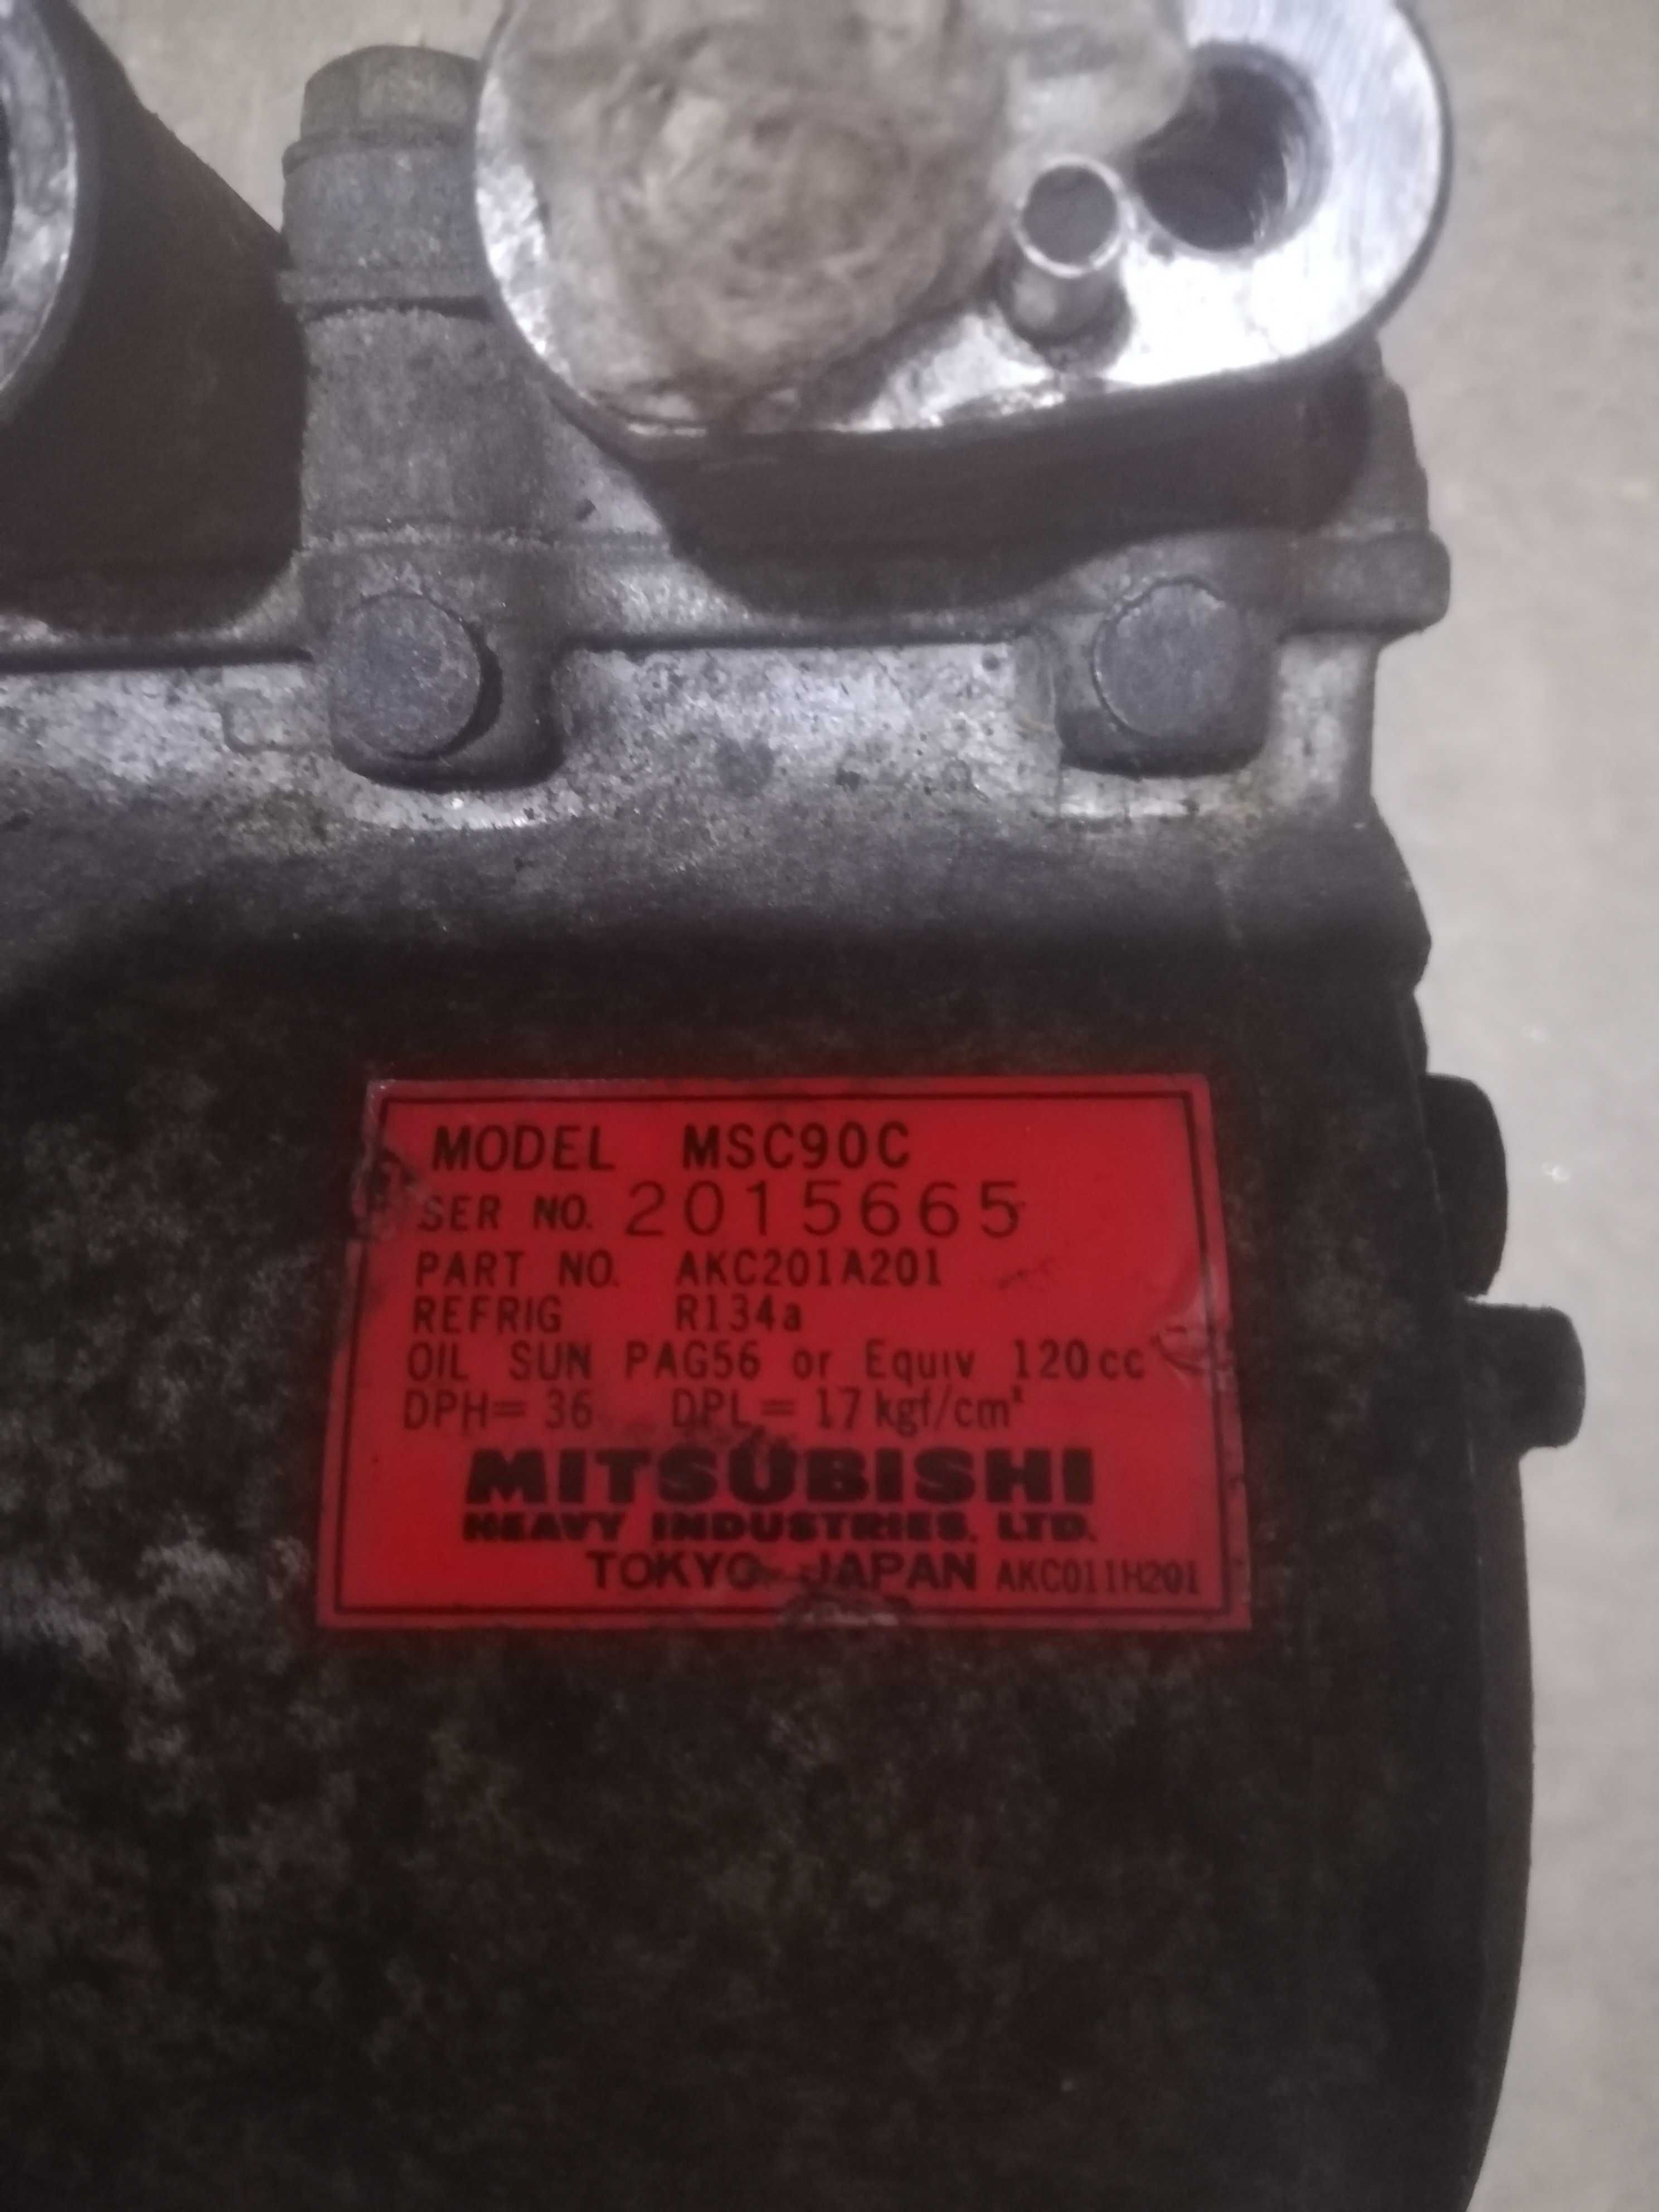 MODEL MSC90C
SER NO. 2015665
PART NO. AKC201A201
REFRIG R134a
OIL SUN PAG56 or Equiv 120cc
DPH= 36 DPL= 17 kgf/cm²
MITSUBISHI
HEAVY INDUSTRIES, LTD.
TOKYO JAPAN AKC011H201